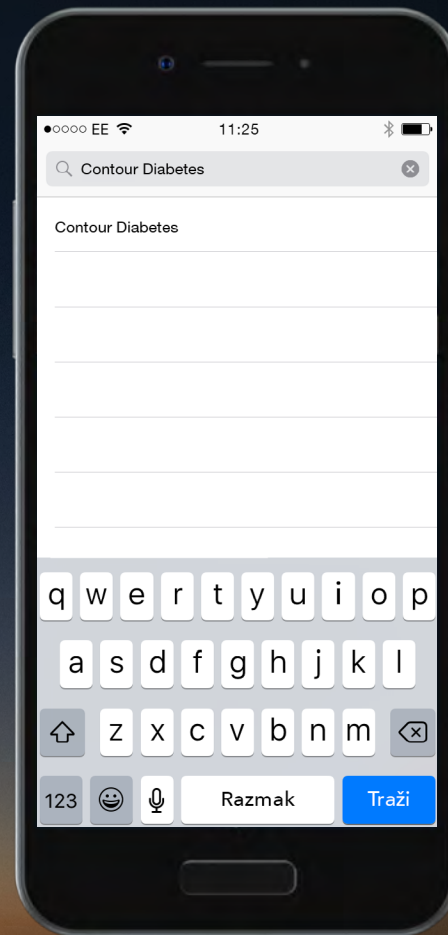 EE 11:25
Contour Diabetes
Contour Diabetes
q w e r t y u i o p
a s d f g h j k l
z x c v b n m
123 Razmak Traži